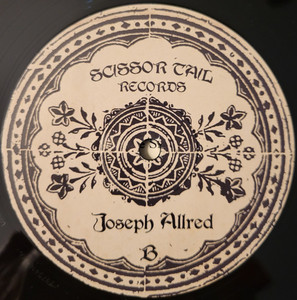 SCISSOR TAIL
RECORDS
Joseph Allred
B